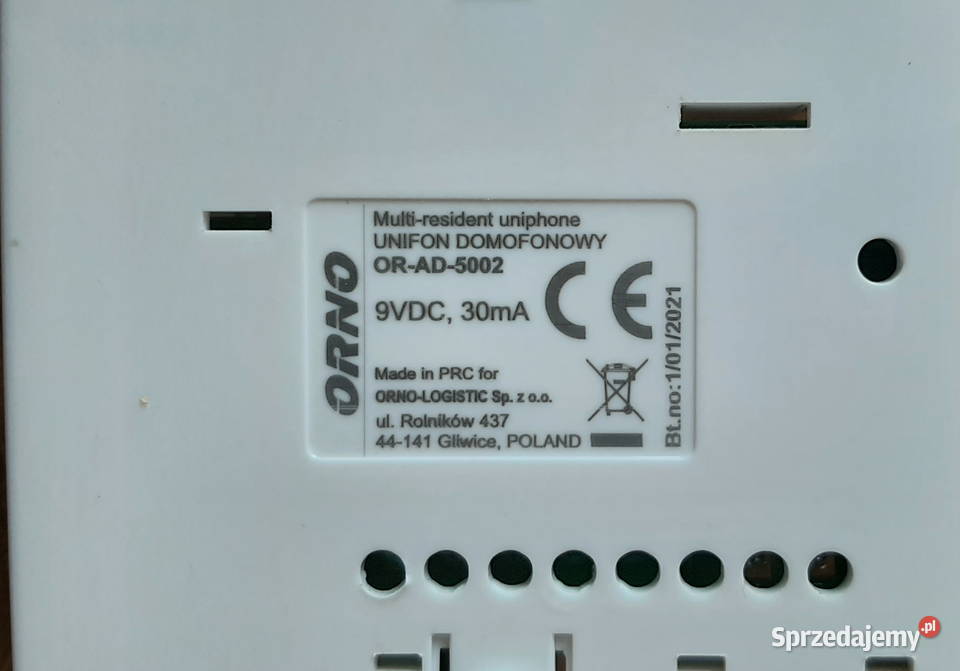 Multi-resident uniphone
UNIFON DOMOFONOWY
OR-AD-5002
ORNO
9VDC, 30mA
CE
Made in PRC for
ORNO-LOGISTIC Sp. z o.o.
ul. Rolników 437
44-141 Gliwice, POLAND
Bt.no:1/01/2021
Sprzedajemy.pl